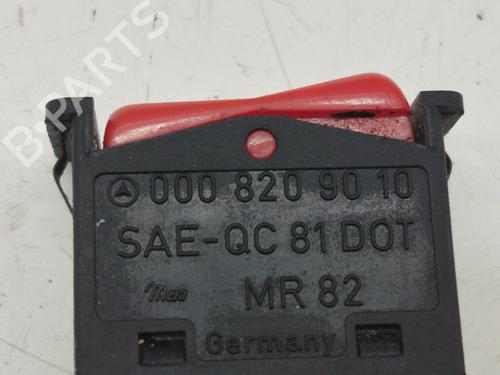 B-PARTS
000 820 90 10
SAE-QC 81 DOT
MR 82
Germany